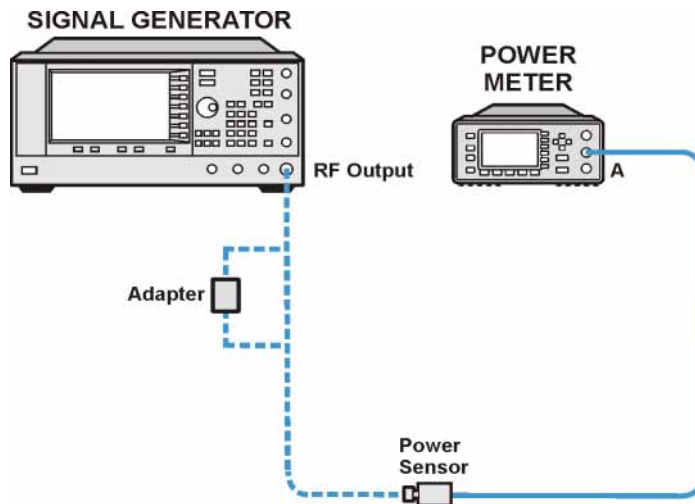 SIGNAL GENERATOR
POWER
METER
RF Output
A
Adapter
Power
Sensor